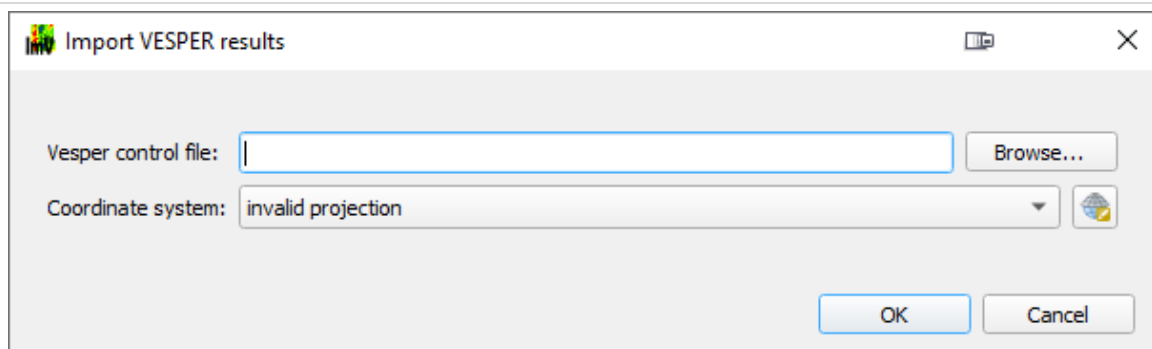 Import VESPER results
Vesper control file: Browse...
Coordinate system: invalid projection
OK Cancel